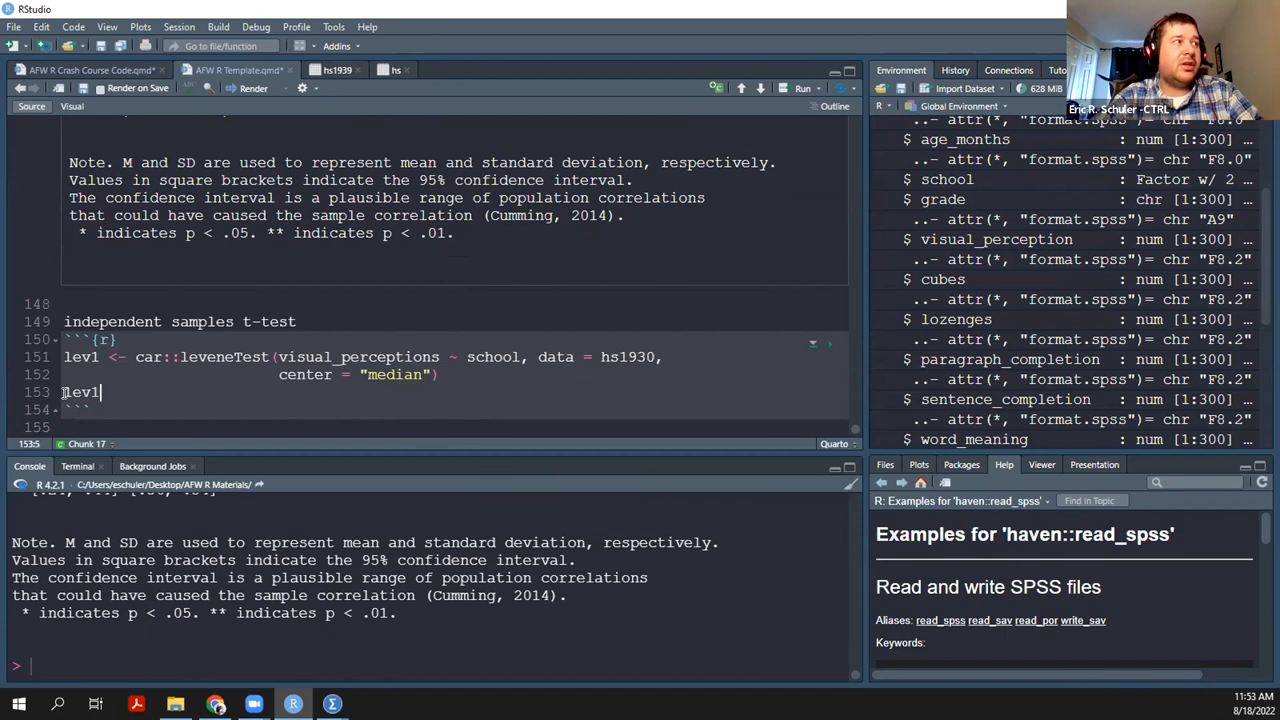 RStudio
File Edit Code View Plots Session Build Debug Profile Tools Help
Go to file/function Addins
AFW R Crash Course Code.qmd* AFW R Template.qmd* hs1939 hs
Render on Save Render Run
Source Visual Outline
Note. M and SD are used to represent mean and standard deviation, respectively.
Values in square brackets indicate the 95% confidence interval.
The confidence interval is a plausible range of population correlations
that could have caused the sample correlation (Cumming, 2014).
* indicates p < .05. ** indicates p < .01.
148
149 independent samples t-test
150 ```{r}
151 lev1 <- car::leveneTest(visual_perceptions ~ school, data = hs1930,
152 center = "median")
153 lev1
154 ```
155
153:5 Chunk 17 Quarto
Console Terminal Background Jobs
R 4.2.1 · C:/Users/eschuler/Desktop/AFW R Materials/
Note. M and SD are used to represent mean and standard deviation, respectively.
Values in square brackets indicate the 95% confidence interval.
The confidence interval is a plausible range of population correlations
that could have caused the sample correlation (Cumming, 2014).
* indicates p < .05. ** indicates p < .01.
>
Environment History Connections Tuto
Import Dataset 628 MiB
Eric R. Schuler -CTRL
R Global Environment
..- attr(*, "format.spss")= chr "F8.0"
$ age_months : num [1:300] …
..- attr(*, "format.spss")= chr "F8.0"
$ school : Factor w/ 2 …
$ grade : chr [1:300] …
..- attr(*, "format.spss")= chr "A9"
$ visual_perception : num [1:300] …
..- attr(*, "format.spss")= chr "F8.2"
$ cubes : num [1:300] …
..- attr(*, "format.spss")= chr "F8.2"
$ lozenges : num [1:300] …
..- attr(*, "format.spss")= chr "F8.2"
$ paragraph_completion : num [1:300] …
..- attr(*, "format.spss")= chr "F8.2"
$ sentence_completion : num [1:300] …
..- attr(*, "format.spss")= chr "F8.2"
$ word_meaning : num [1:300] …
Files Plots Packages Help Viewer Presentation
R: Examples for 'haven::read_spss' Find in Topic
Examples for 'haven::read_spss'
Read and write SPSS files
Aliases: read_spss read_sav read_por write_sav
Keywords:
11:53 AM
8/18/2022